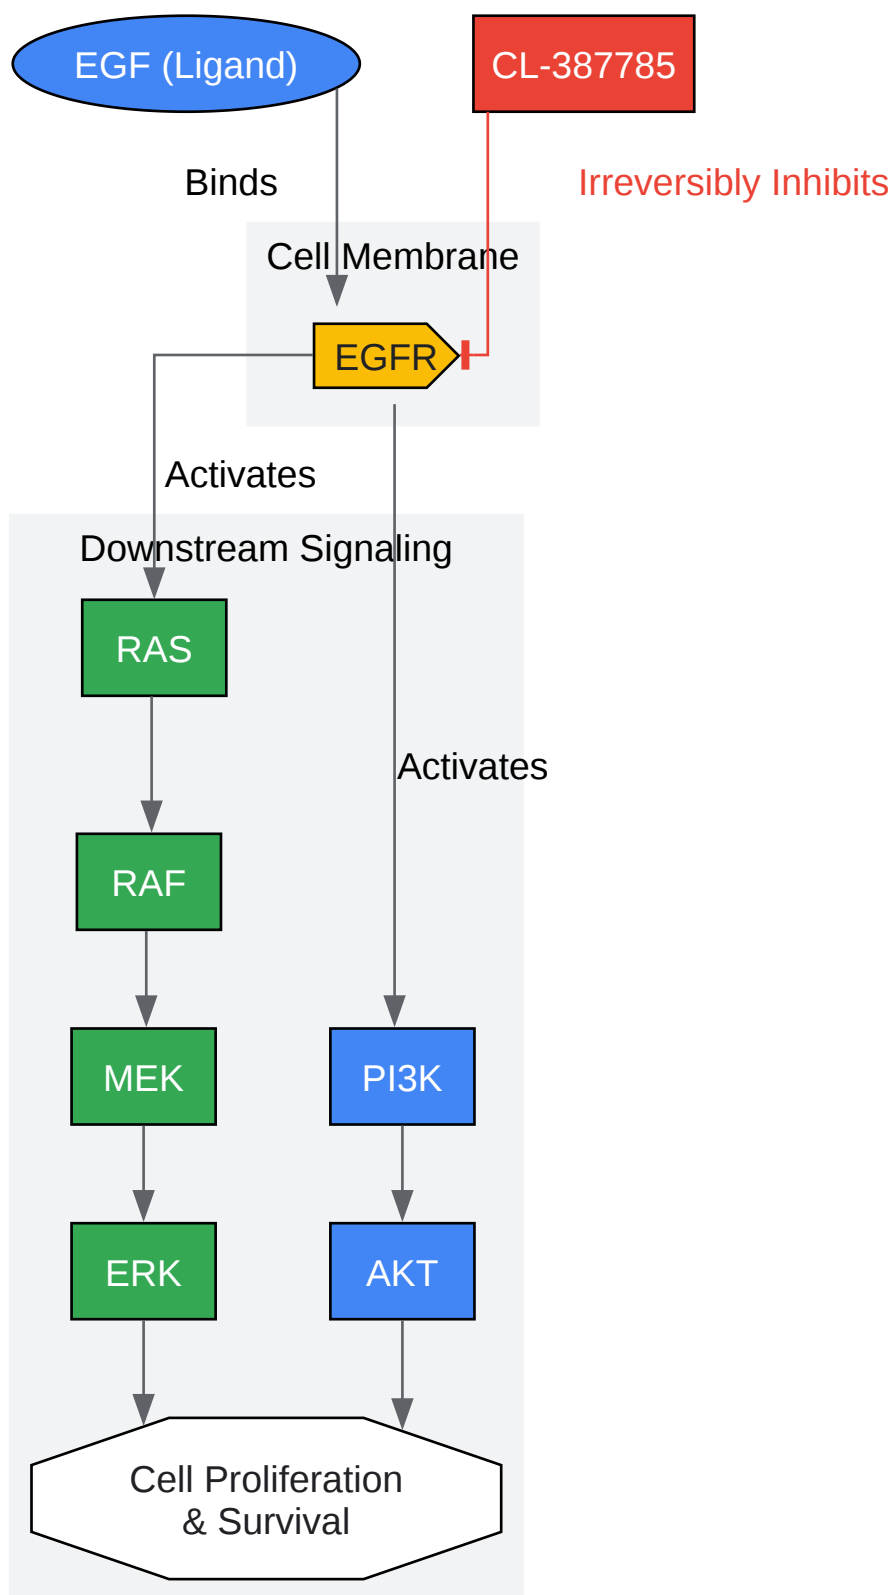 EGF (Ligand)
CL-387785
Binds
Irreversibly Inhibits
Cell Membrane
EGFR
Activates
Downstream Signaling
RAS
Activates
RAF
MEK
PI3K
ERK
AKT
Cell Proliferation
& Survival